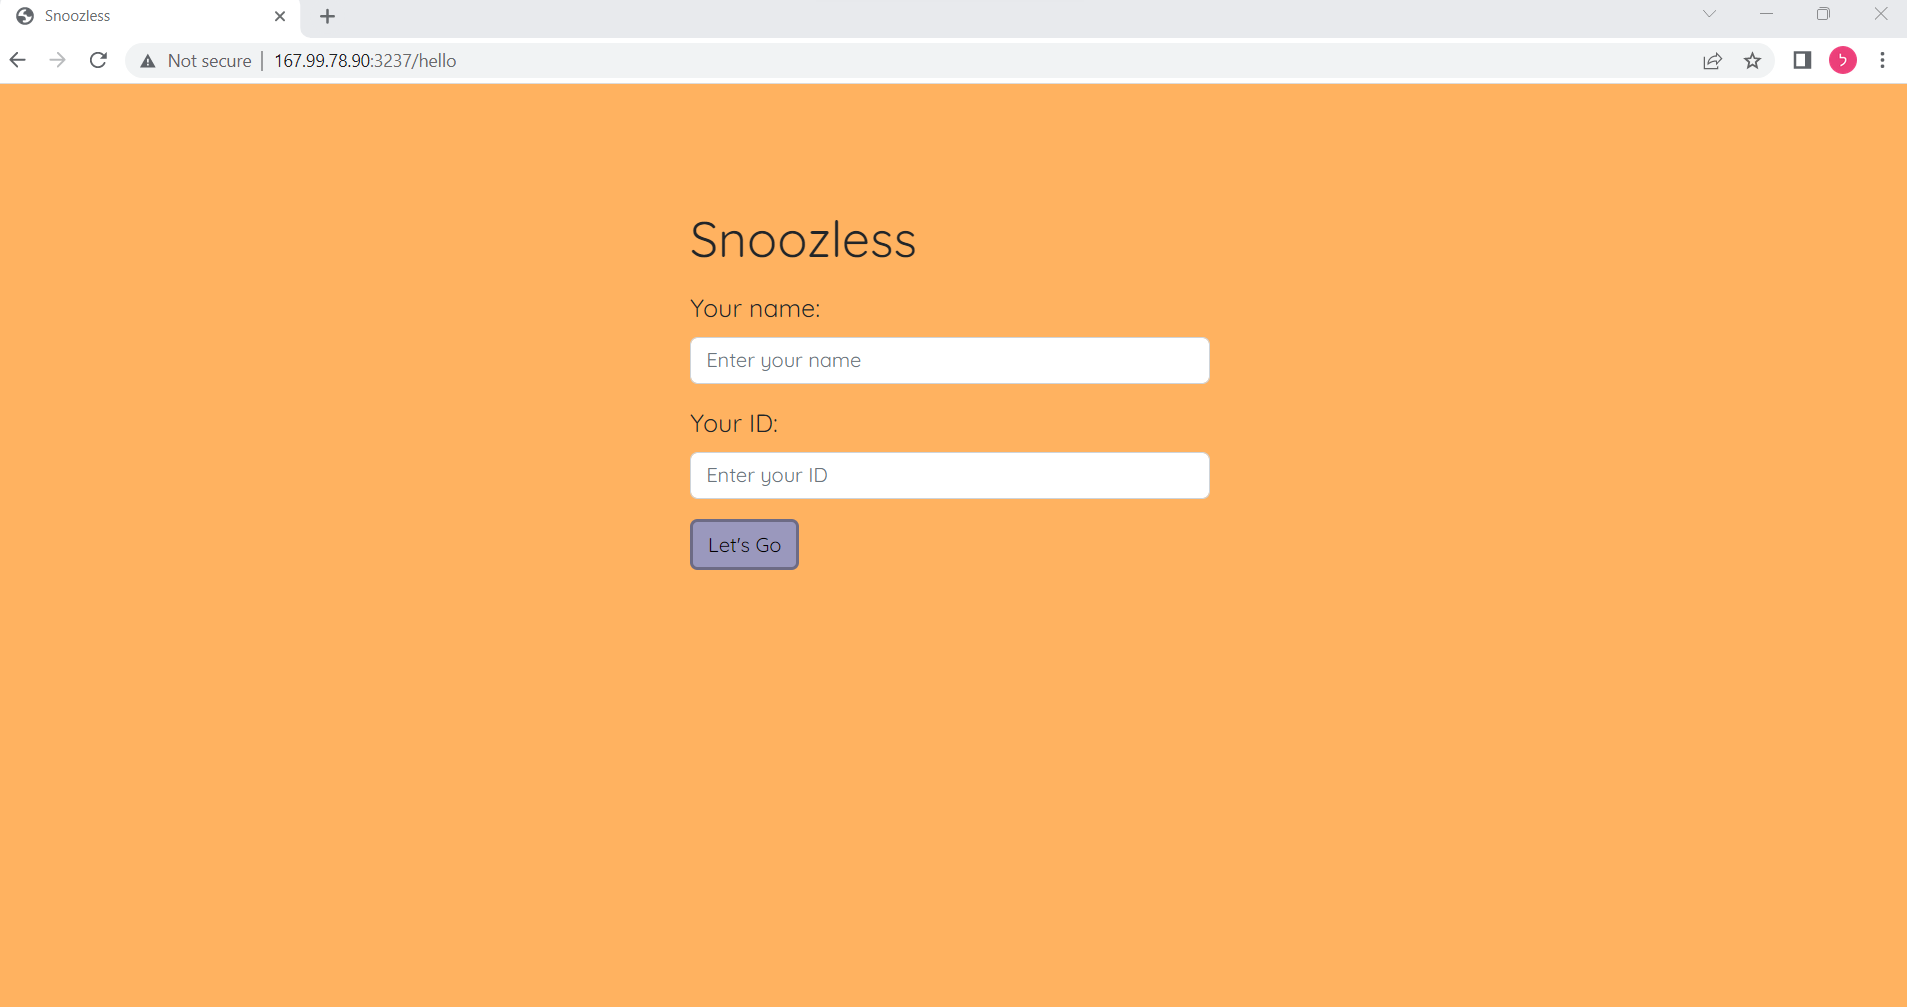 Snoozless
Not secure | 167.99.78.90:3237/hello
ל
Snoozless
Your name:
Enter your name
Your ID:
Enter your ID
Let's Go